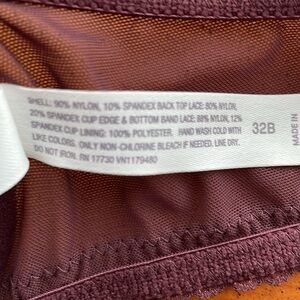 SHELL: 90% NYLON, 10% SPANDEX BACK TOP LACE: 80% NYLON,
20% SPANDEX CUP EDGE & BOTTOM BAND LACE: 88% NYLON, 12%
SPANDEX CUP LINING: 100% POLYESTER. HAND WASH COLD WITH
LIKE COLORS. ONLY NON-CHLORINE BLEACH IF NEEDED. LINE DRY.
DO NOT IRON. RN 17730 VN1179480
32B
MADE IN